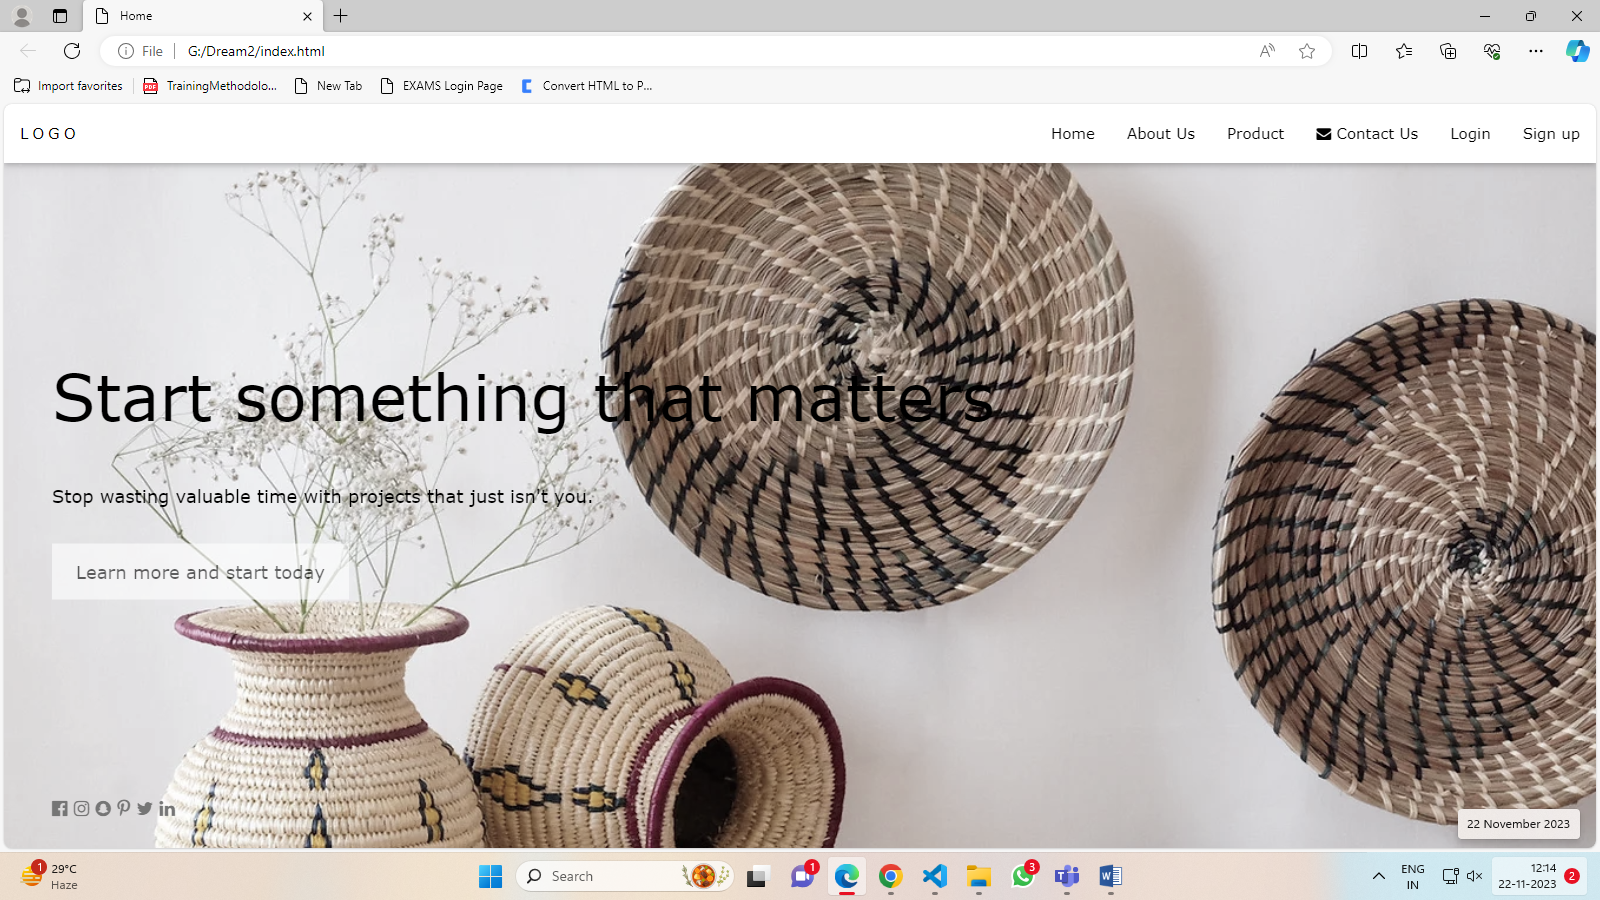 Home
File
G:/Dream2/index.html
Import favorites
TrainingMethodolo...
New Tab
EXAMS Login Page
Convert HTML to P...
LOGO
Home
About Us
Product
Contact Us
Login
Sign up
Start something that matters
Stop wasting valuable time with projects that just isn't you.
Learn more and start today
22 November 2023
1
29°C
Haze
Search
1
3
ENG
IN
12:14
22-11-2023
2